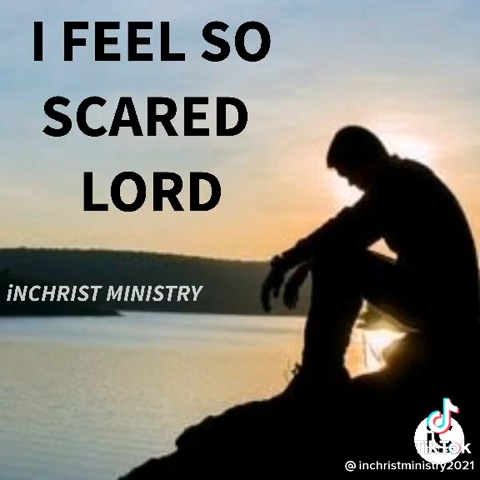 I FEEL SO
SCARED
LORD
iNCHRIST MINISTRY
TikTok
@ inchristministry2021